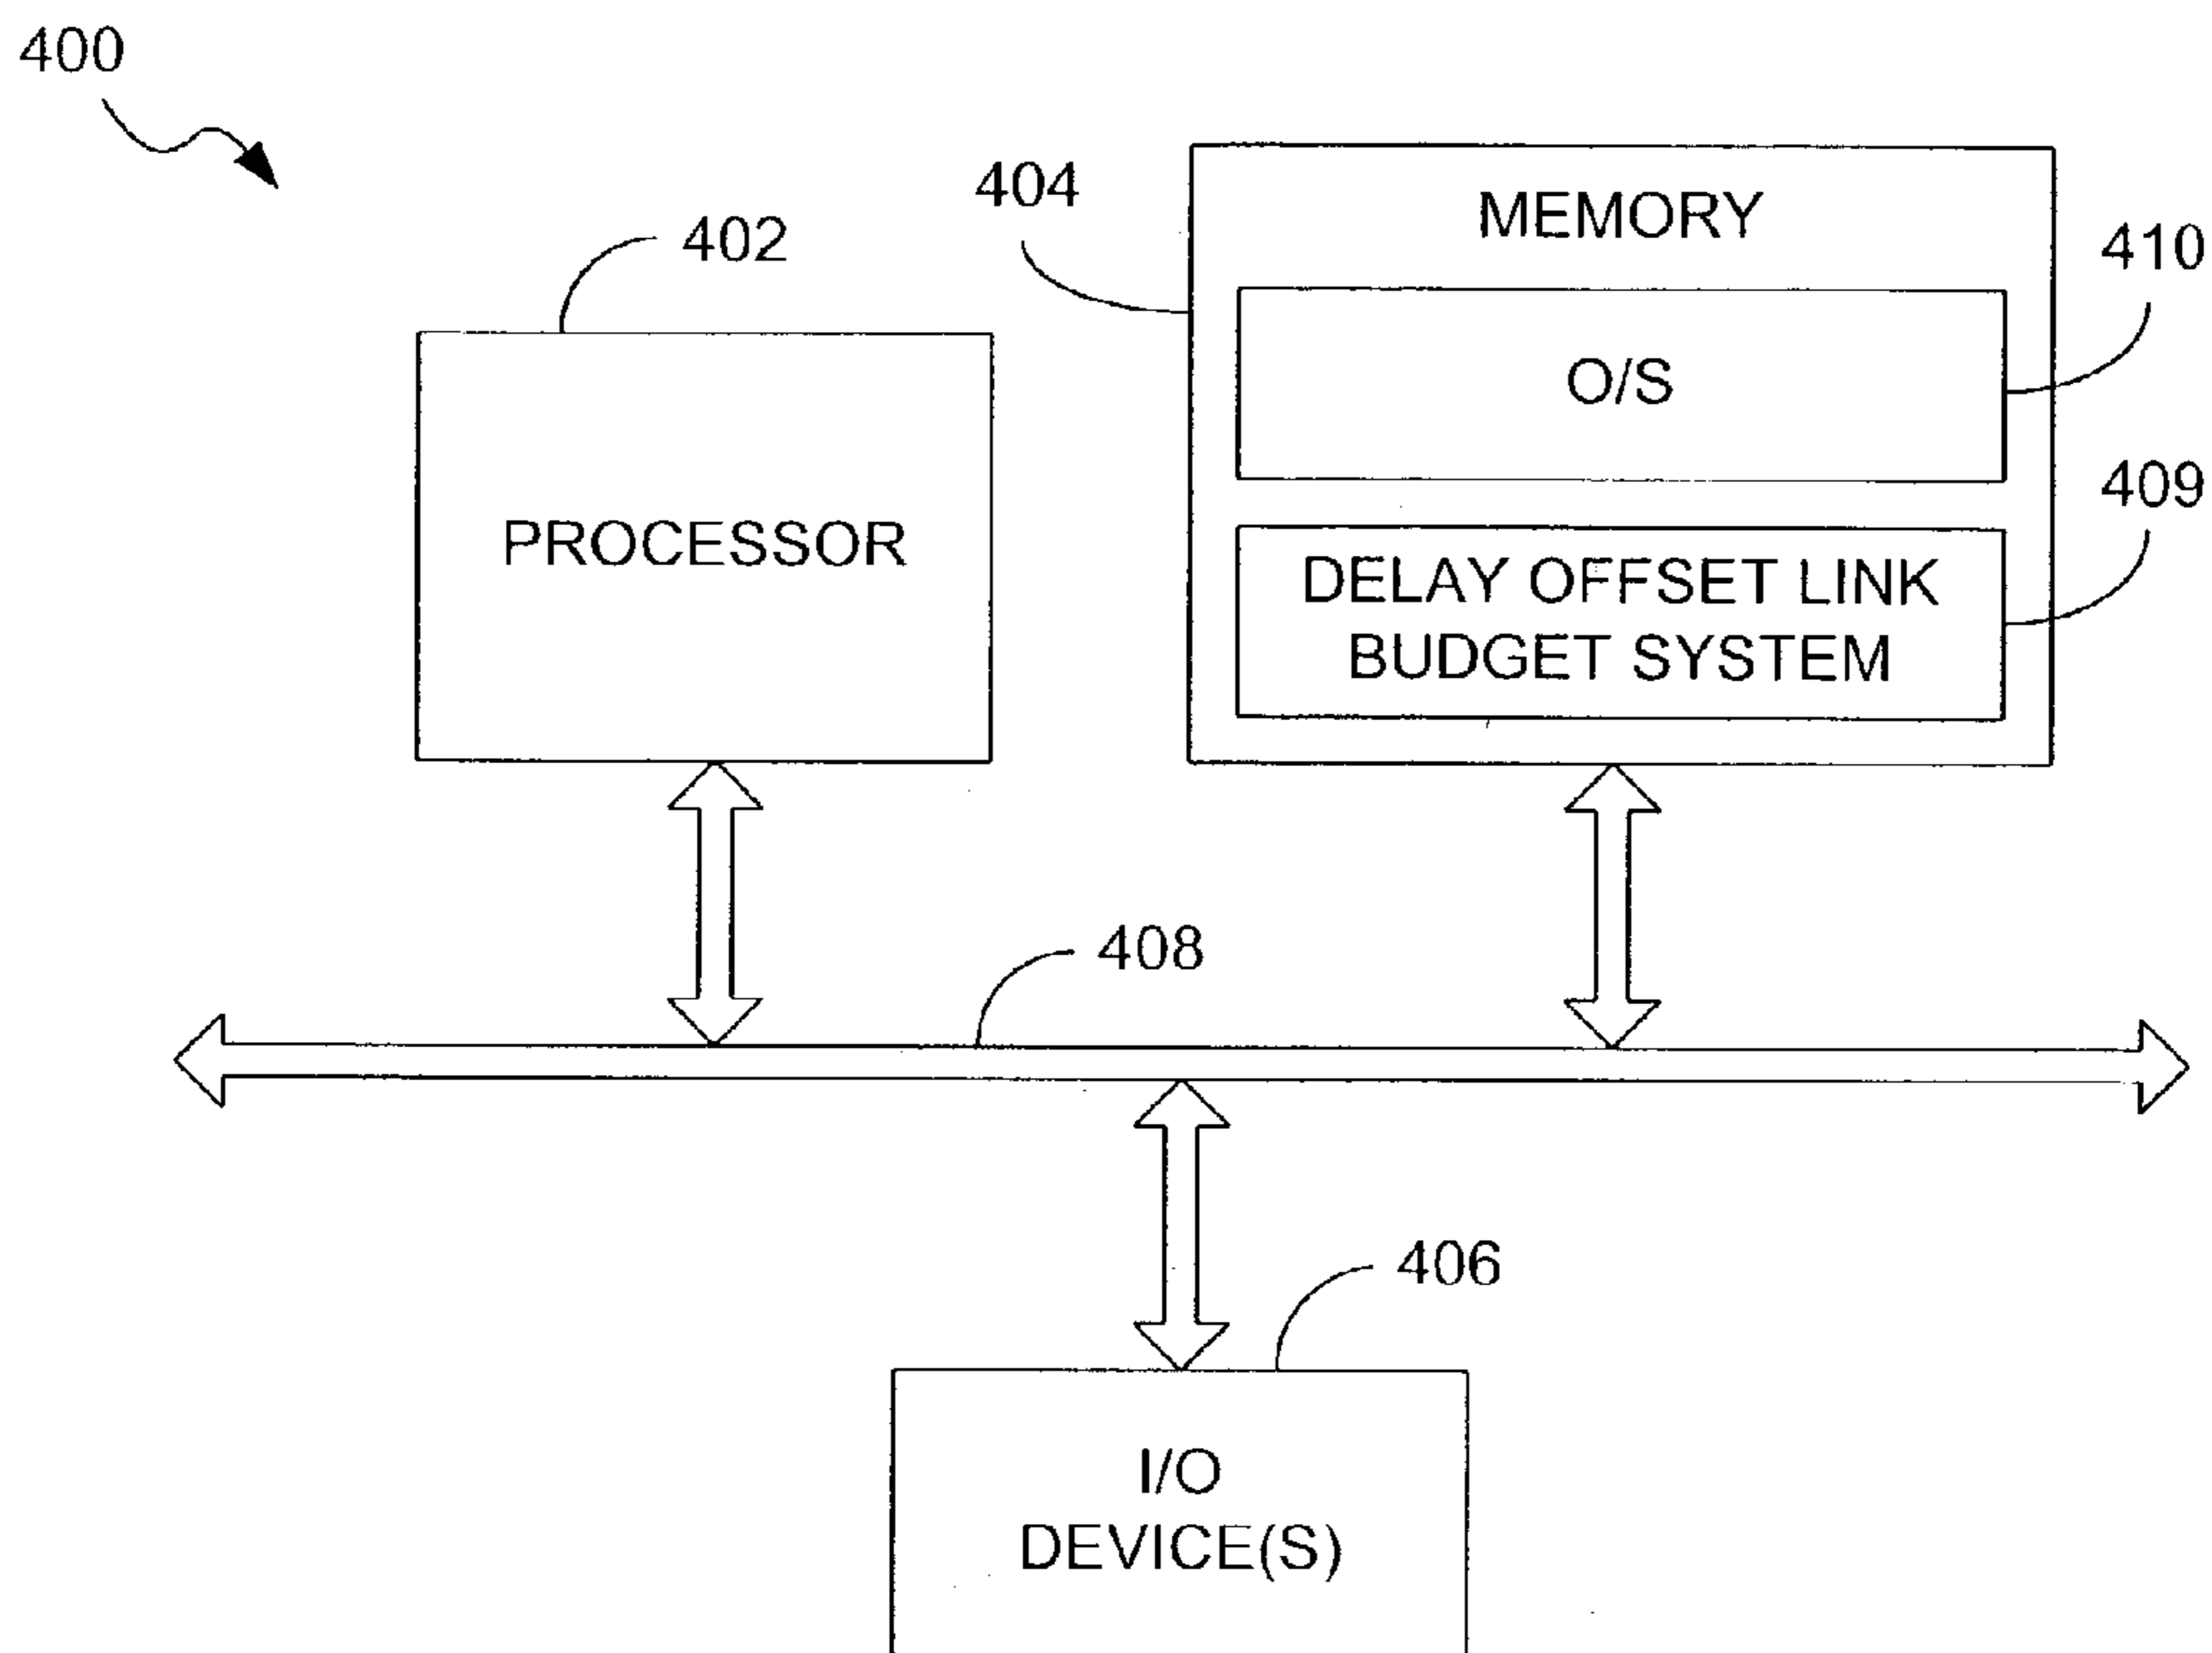 400
404
MEMORY
402
410
O/S
409
PROCESSOR
DELAY OFFSET LINK
BUDGET SYSTEM
408
406
I/O
DEVICE(S)